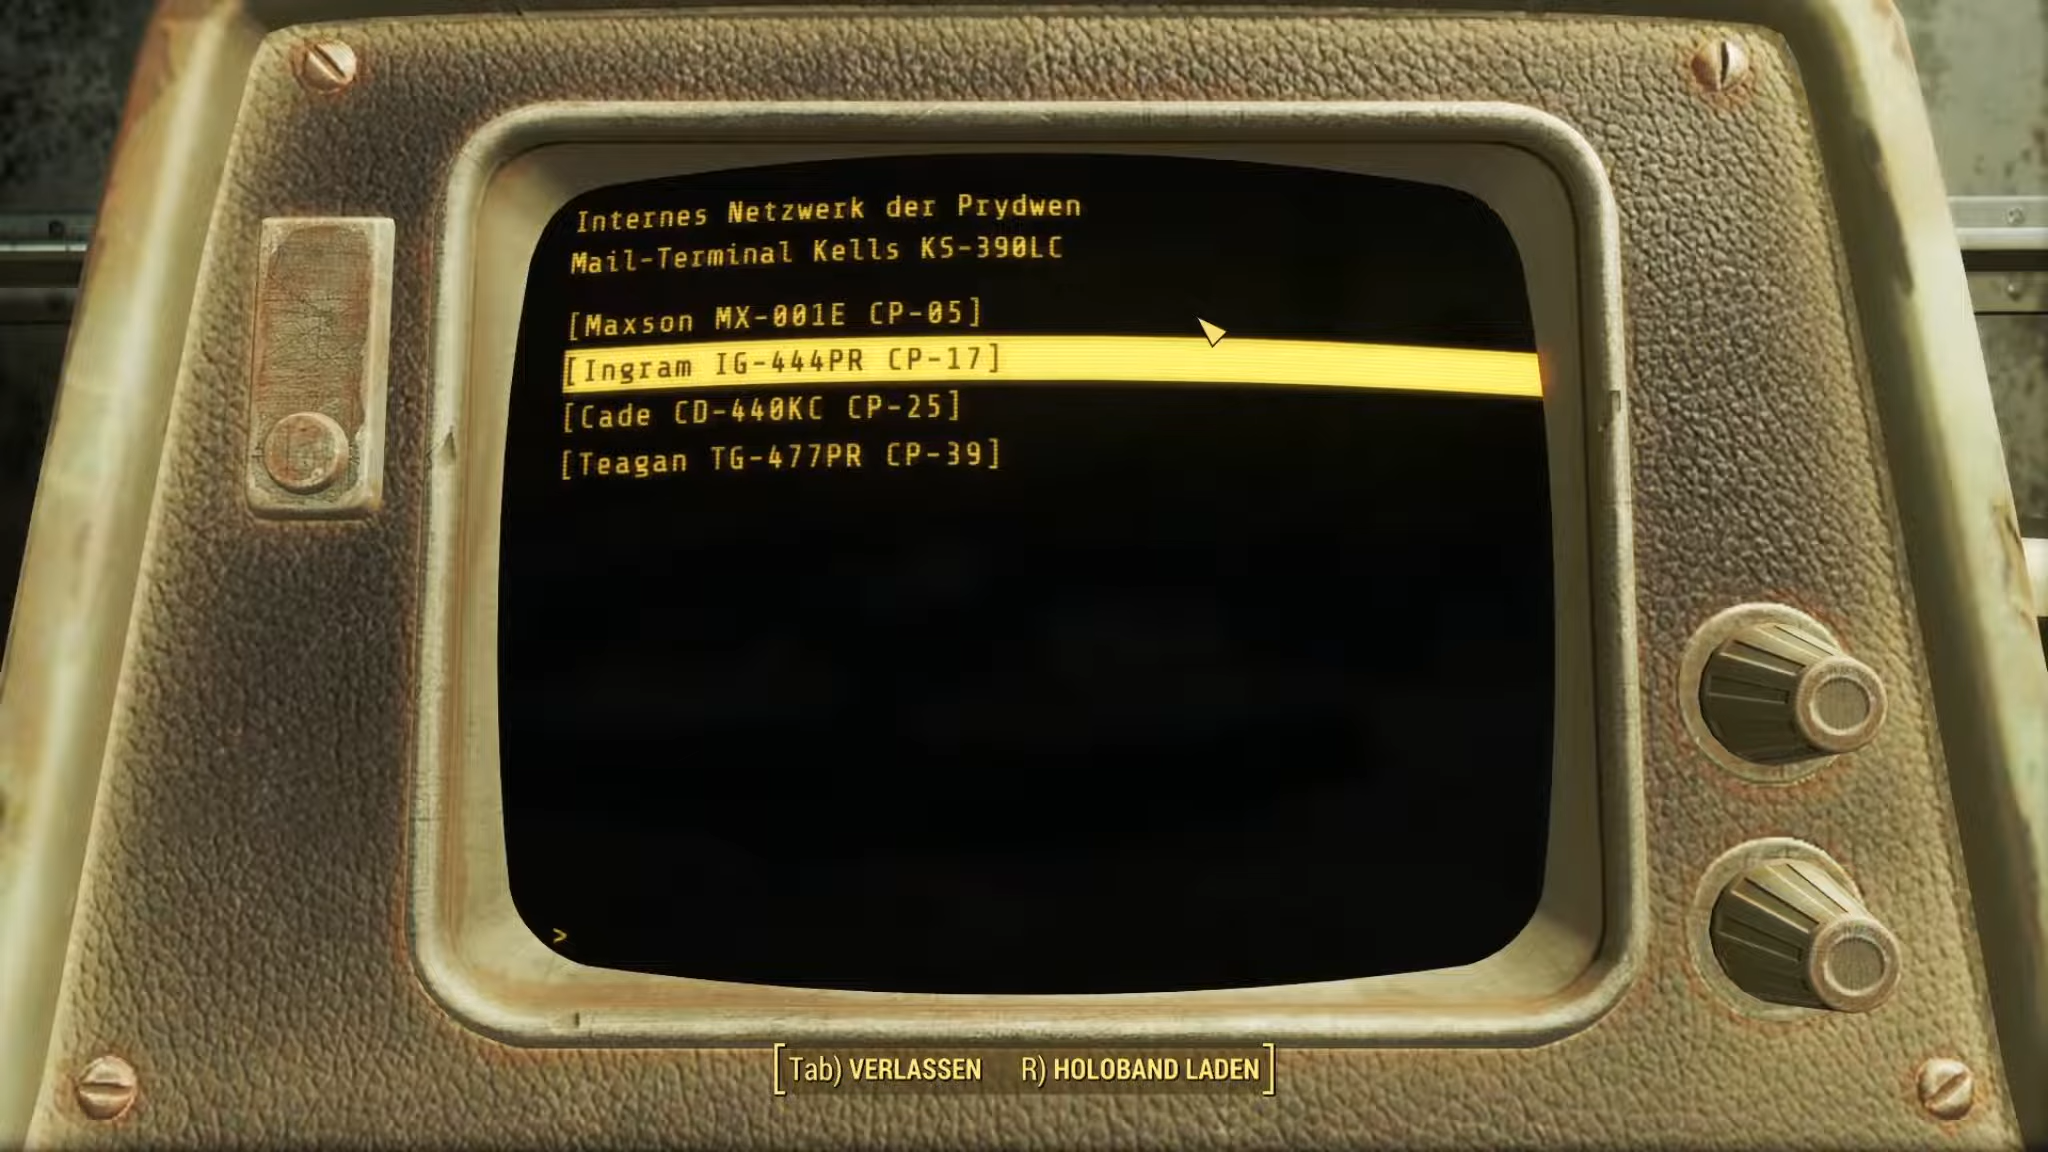 Internes Netzwerk der Prydwen
Mail-Terminal Kells KS-390LC
[Maxson MX-001E CP-05]
[Ingram IG-444PR CP-17]
[Cade CD-440KC CP-25]
[Teagan TG-477PR CP-39]
>
[Tab) VERLASSEN R) HOLOBAND LADEN]